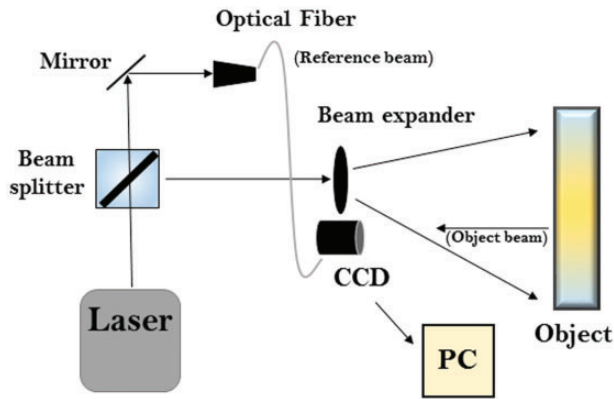 Optical Fiber
Mirror
(Reference beam)
Beam expander
Beam
splitter
(Object beam)
CCD
Laser
Object
PC